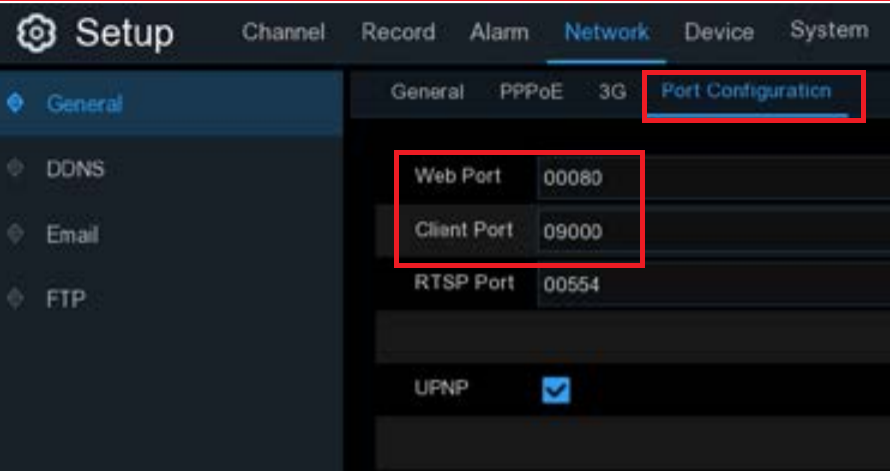 Setup Channel Record Alarm Network Device System
General PPPoE 3G Port Configuration
General
DDNS
Email
FTP
Web Port 00080
Client Port 09000
RTSP Port 00554
UPNP